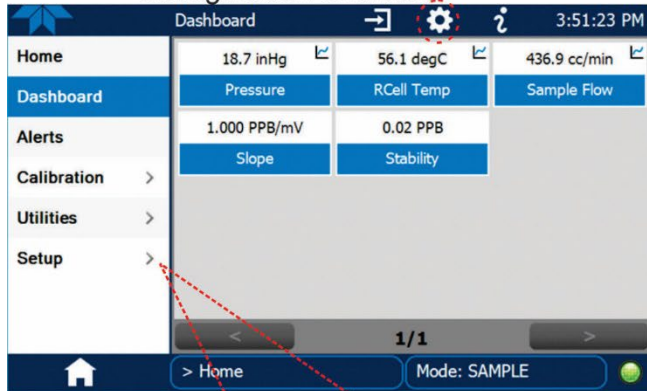 Dashboard
3:51:23 PM
Home
Dashboard
Alerts
Calibration >
Utilities >
Setup >
18.7 inHg
Pressure
56.1 degC
RCell Temp
436.9 cc/min
Sample Flow
1.000 PPB/mV
Slope
0.02 PPB
Stability
< 1/1 >
> Home
Mode: SAMPLE